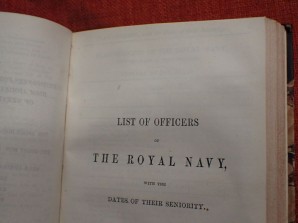 LIST OF OFFICERS
OF
THE ROYAL NAVY,
WITH THE
DATES OF THEIR SENIORITY.,